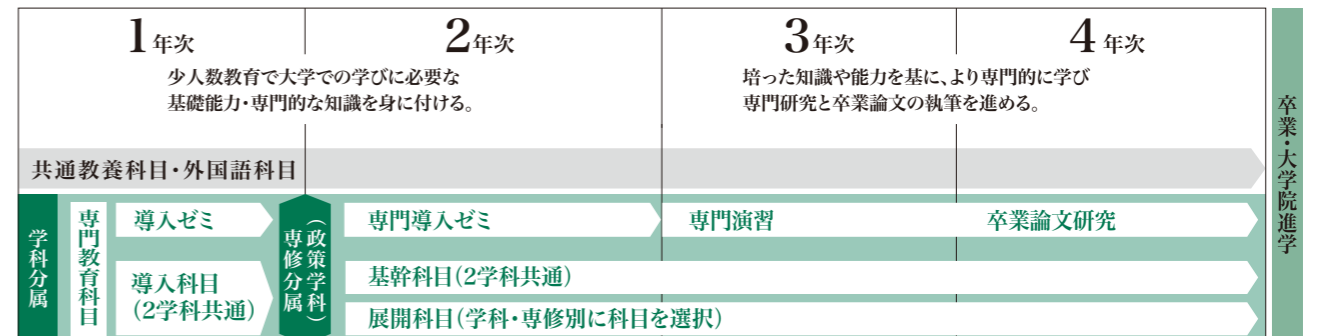 1年次
2年次
3年次
4年次
少人数教育で大学での学びに必要な
基礎能力・専門的な知識を身に付ける。
培った知識や能力を基に、より専門的に学び
専門研究と卒業論文の執筆を進める。
共通教養科目・外国語科目
学科分属
専門教育科目
導入ゼミ
導入科目
(2学科共通)
(政策学科)
専修分属
専門導入ゼミ
専門演習
卒業論文研究
基幹科目(2学科共通)
展開科目(学科・専修別に科目を選択)
卒業・大学院進学